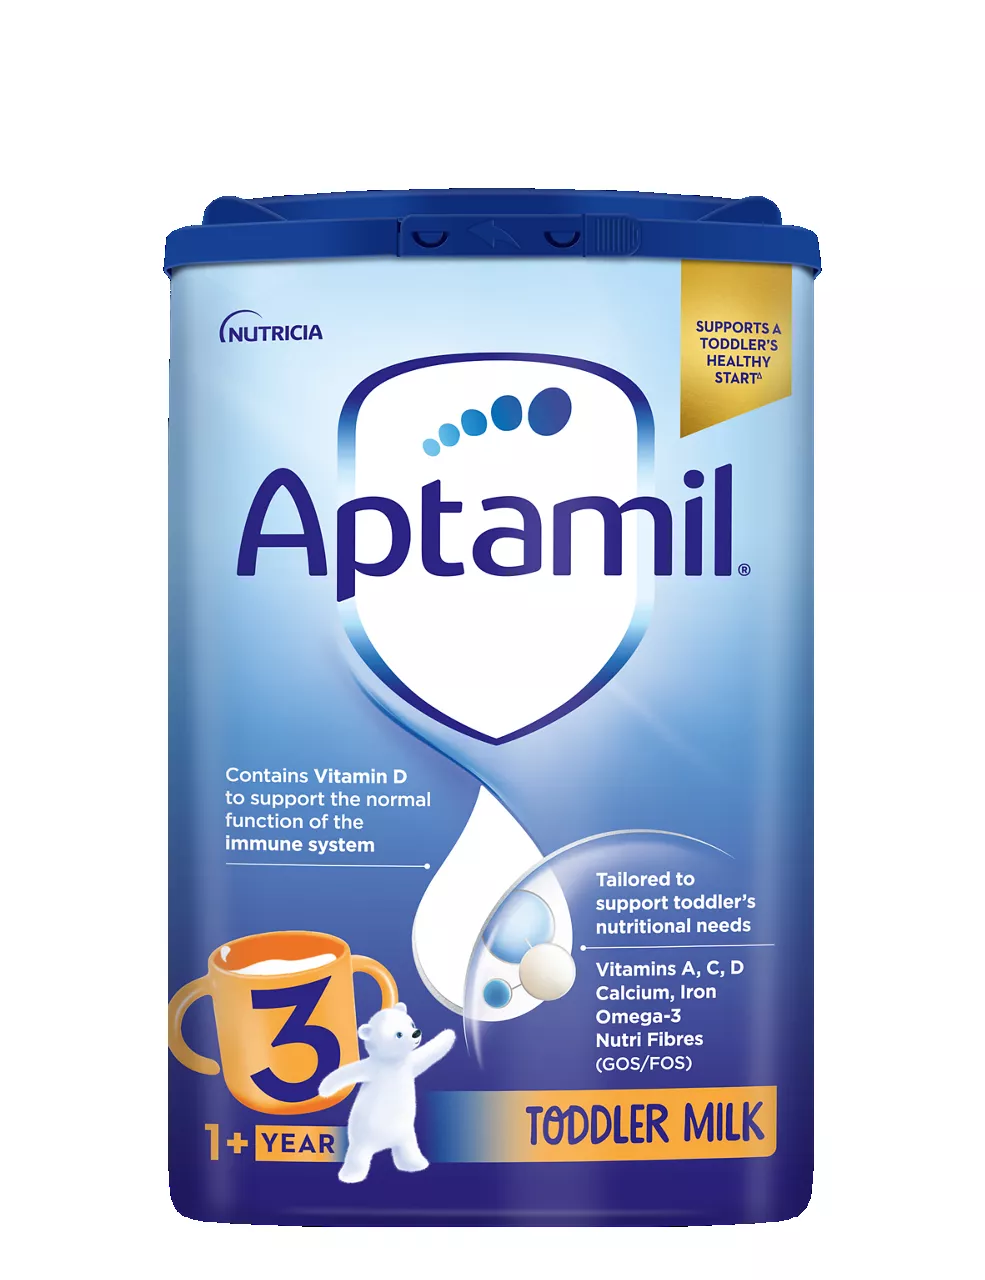 NUTRICIA
SUPPORTS A
TODDLER'S
HEALTHY
STARTΔ
Aptamil®
Contains Vitamin D
to support the normal
function of the
immune system
Tailored to
support toddler's
nutritional needs
Vitamins A, C, D
Calcium, Iron
Omega-3
Nutri Fibres
(GOS/FOS)
3
1+ YEAR
TODDLER MILK